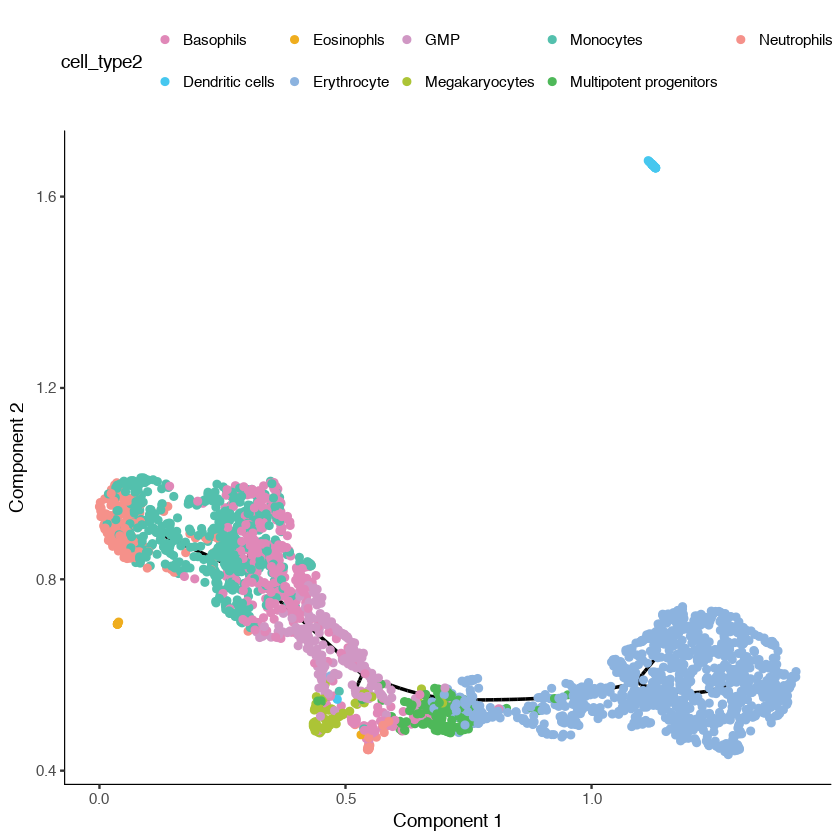 cell_type2
Basophils
Eosinophls
GMP
Monocytes
Neutrophils
Dendritic cells
Erythrocyte
Megakaryocytes
Multipotent progenitors
Component 2
1.6
1.2
0.8
0.4
0.0
0.5
1.0
Component 1